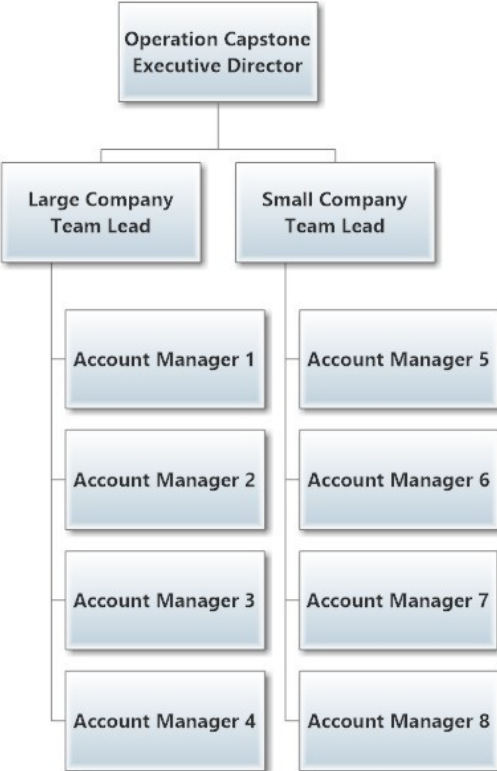 Operation Capstone
Executive Director
Large Company
Team Lead
Small Company
Team Lead
Account Manager 1
Account Manager 2
Account Manager 3
Account Manager 4
Account Manager 5
Account Manager 6
Account Manager 7
Account Manager 8